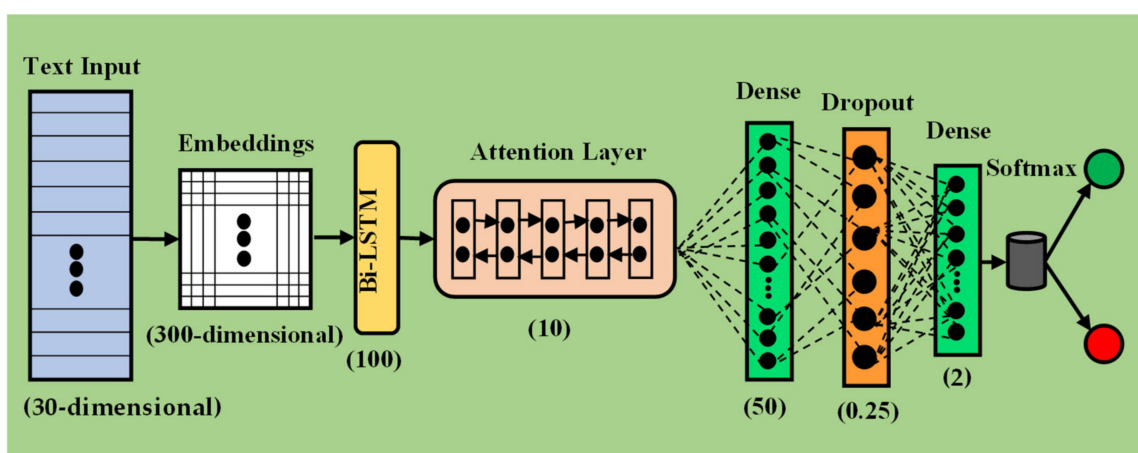 Text Input
(30-dimensional)
Embeddings
(300-dimensional)
Bi-LSTM
(100)
Attention Layer
(10)
Dense
(50)
Dropout
(0.25)
Dense
(2)
Softmax